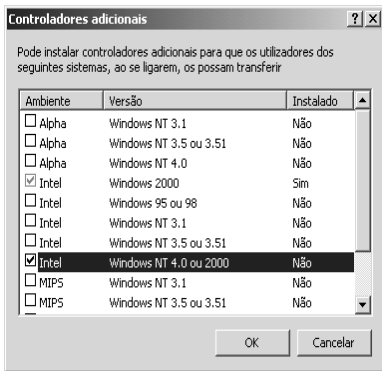 Controladores adicionais
Pode instalar controladores adicionais para que os utilizadores dos
seguintes sistemas, ao se ligarem, os possam transferir
Ambiente Versão Instalado
Alpha Windows NT 3.1 Não
Alpha Windows NT 3.5 ou 3.51 Não
Alpha Windows NT 4.0 Não
Intel Windows 2000 Sim
Intel Windows 95 ou 98 Não
Intel Windows NT 3.1 Não
Intel Windows NT 3.5 ou 3.51 Não
Intel Windows NT 4.0 ou 2000 Não
MIPS Windows NT 3.1 Não
MIPS Windows NT 3.5 ou 3.51 Não
OK Cancelar